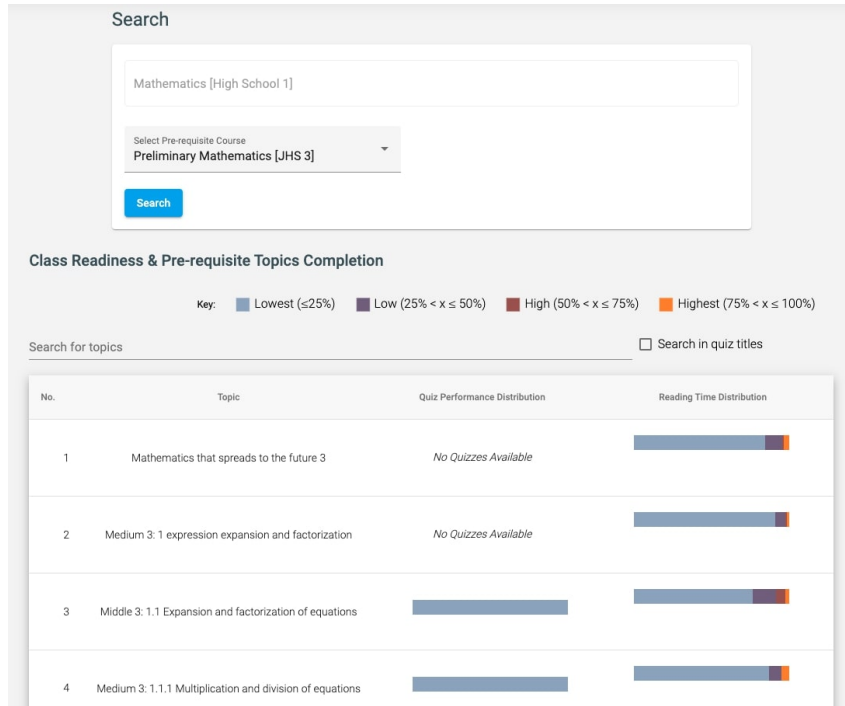 Search
Mathematics [High School 1]
Select Pre-requisite Course
Preliminary Mathematics [JHS 3]
Search
Class Readiness & Pre-requisite Topics Completion
Key: Lowest (≤25%) Low (25% < x ≤ 50%) High (50% < x ≤ 75%) Highest (75% < x ≤ 100%)
Search for topics Search in quiz titles
No. Topic Quiz Performance Distribution Reading Time Distribution
1 Mathematics that spreads to the future 3 No Quizzes Available
2 Medium 3: 1 expression expansion and factorization No Quizzes Available
3 Middle 3: 1.1 Expansion and factorization of equations
4 Medium 3: 1.1.1 Multiplication and division of equations